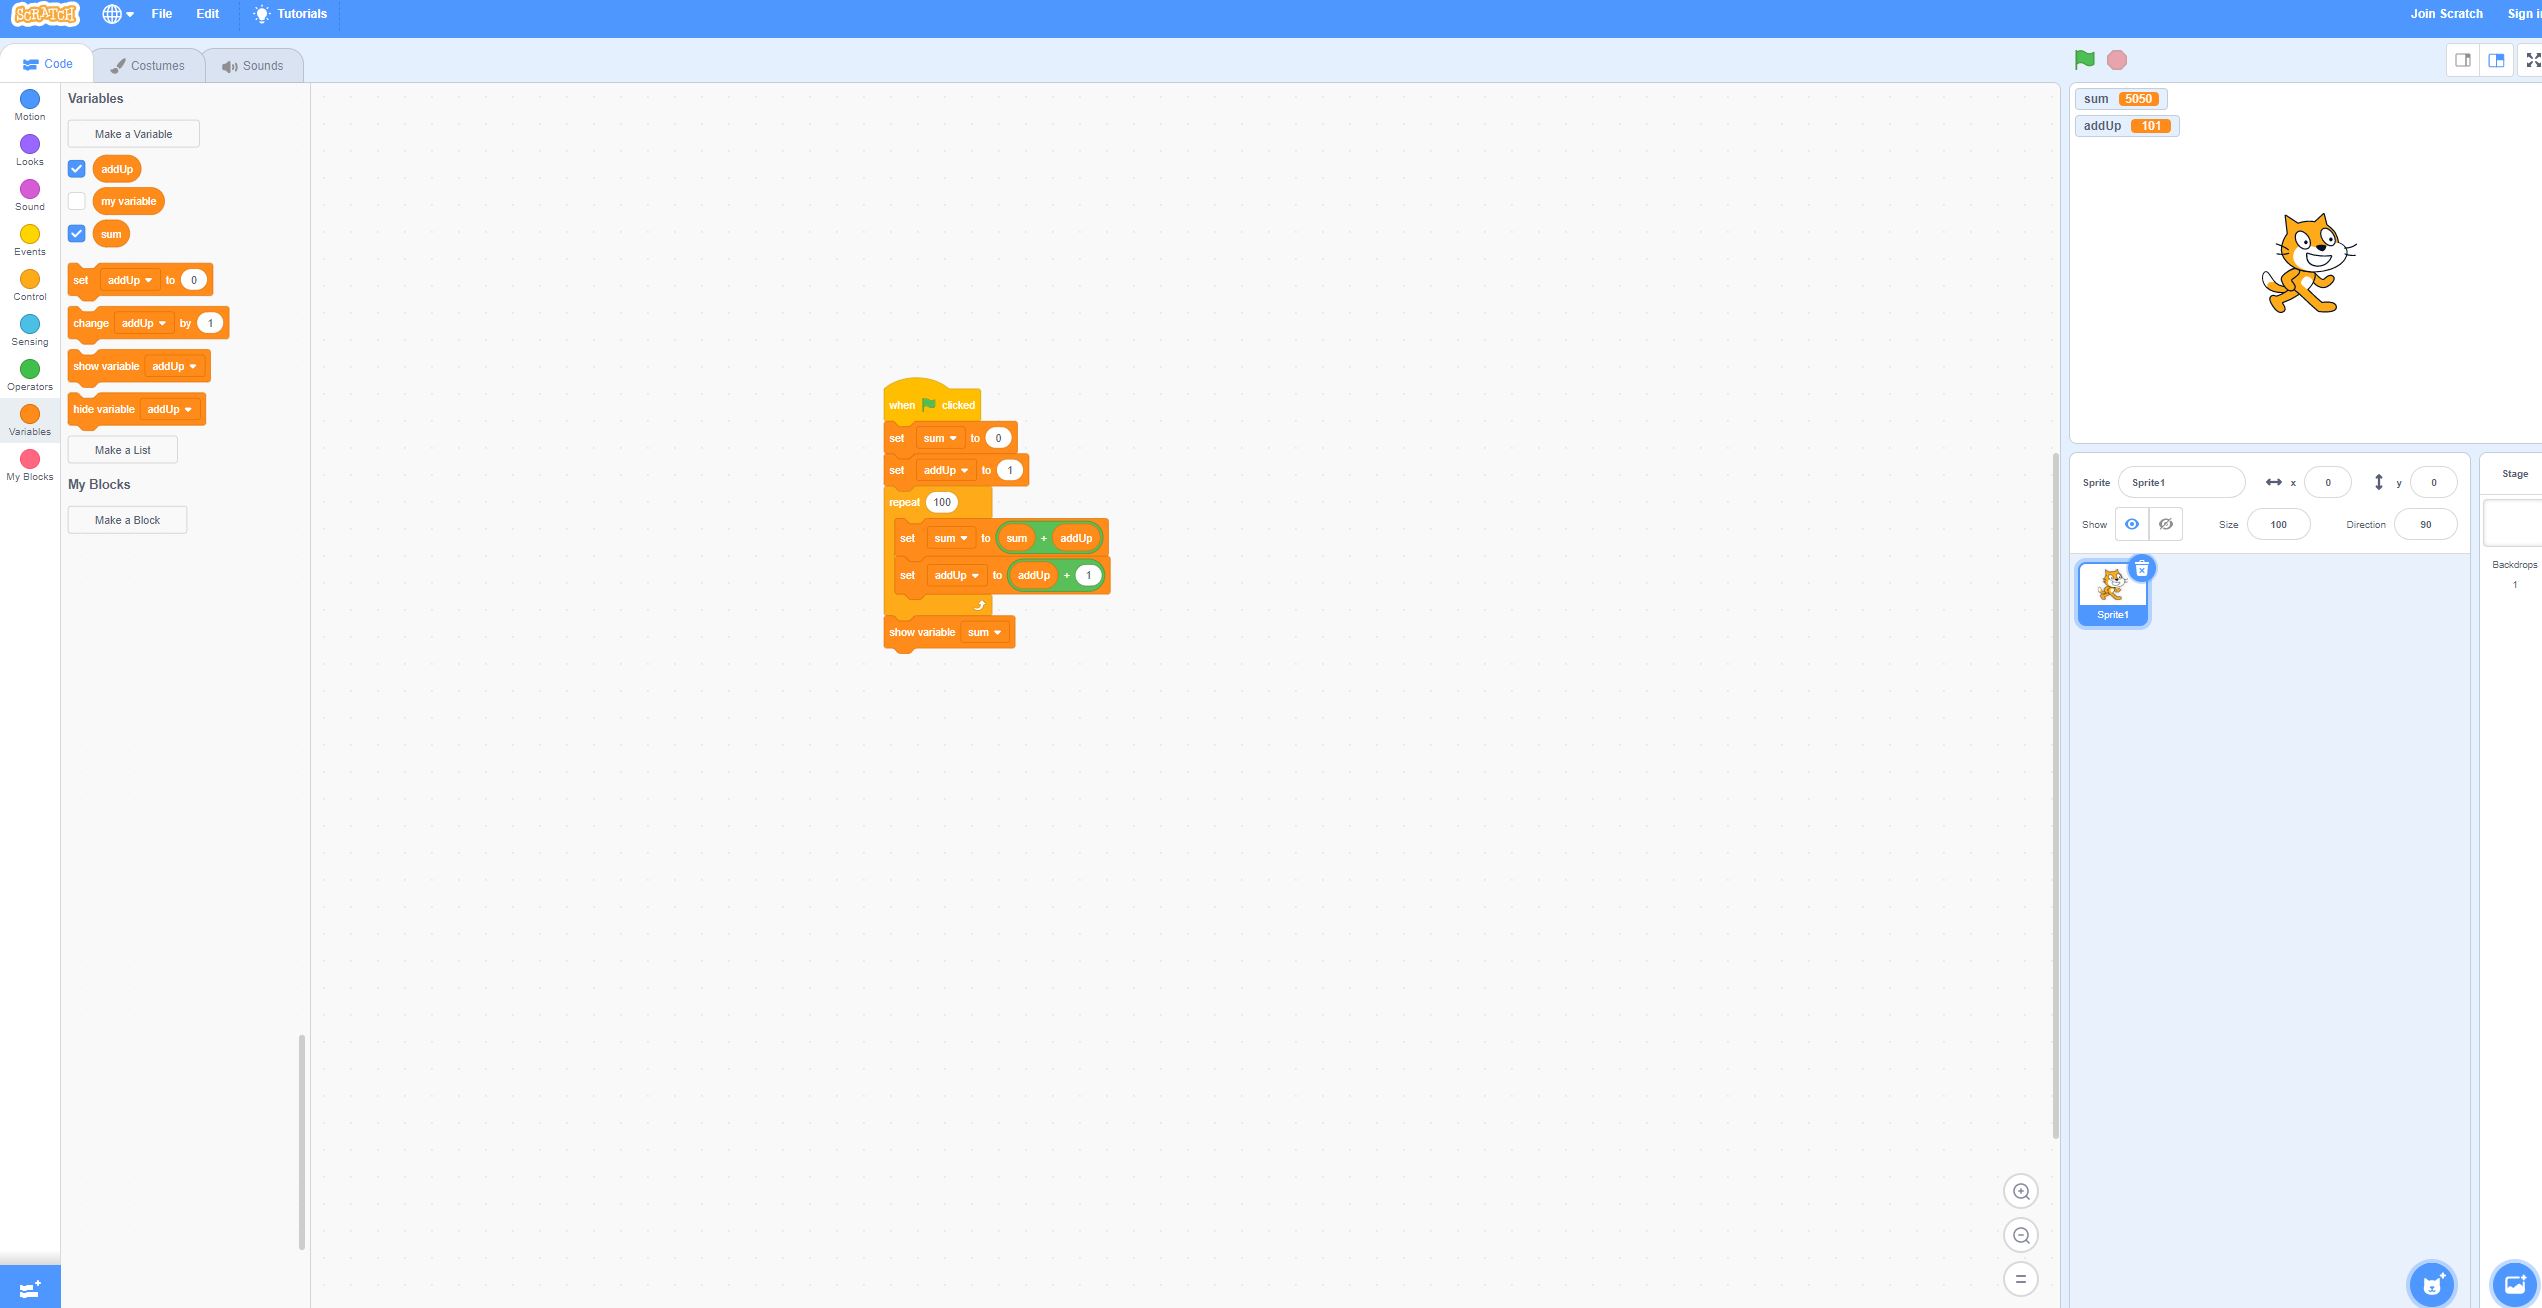 SCRATCH File Edit Tutorials Join Scratch
Code Costumes Sounds
Motion
Looks
Sound
Events
Control
Sensing
Operators
Variables
My Blocks
Variables
Make a Variable
addUp
my variable
sum
set addUp to 0
change addUp by 1
show variable addUp
hide variable addUp
Make a List
My Blocks
Make a Block
when clicked
set sum to 0
set addUp to 1
repeat 100
set sum to sum + addUp
set addUp to addUp + 1
show variable sum
sum 5050
addUp 101
Sprite Sprite1 x 0 y 0
Show Size 100 Direction 90
Sprite1
Stage
Backdrops
1